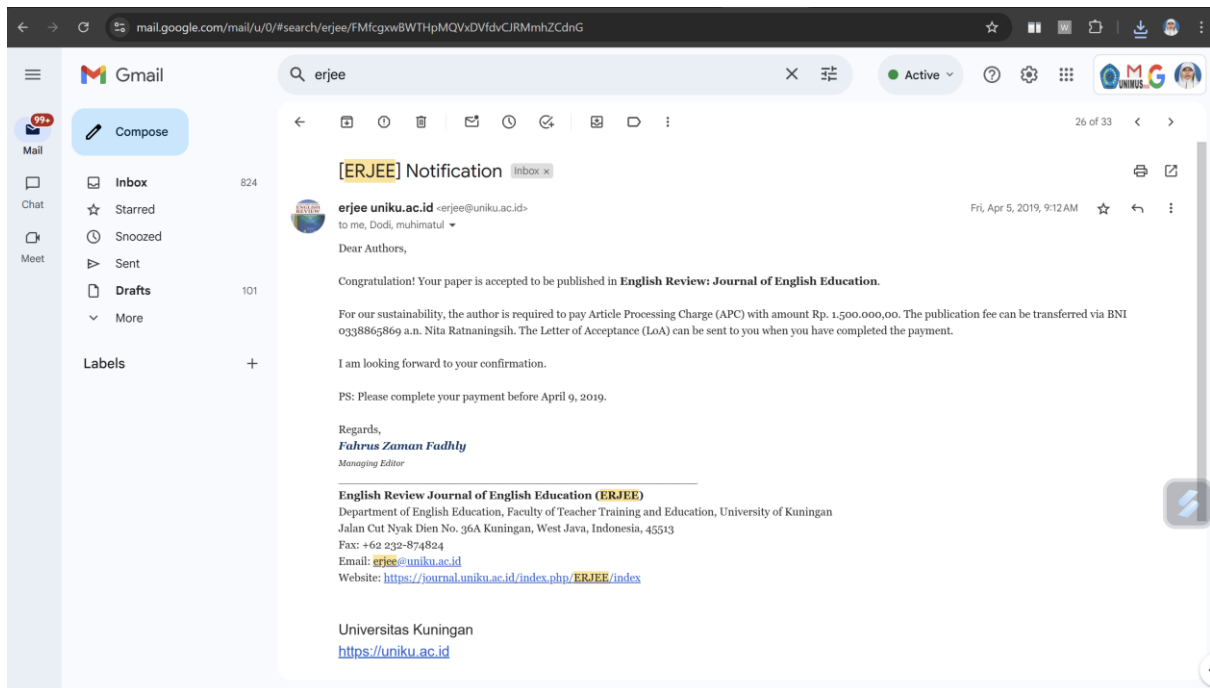 mail.google.com/mail/u/0/#search/erjee/FMfcgxwBWTHpMQVxDVfdvCJRMmhZCdnG
W
Gmail
erjee
Active
UNIMUS
M
G
99+
Mail
Compose
26 of 33
[ERJEE] Notification
Inbox ×
Chat
Inbox 824
erjee uniku.ac.id <erjee@uniku.ac.id>
Fri, Apr 5, 2019, 9:12 AM
Starred
to me, Dodi, muhimatul
Snoozed
Dear Authors,
Meet
Sent
Congratulation! Your paper is accepted to be published in English Review: Journal of English Education.
Drafts 101
More
For our sustainability, the author is required to pay Article Processing Charge (APC) with amount Rp. 1.500.000,00. The publication fee can be transferred via BNI
0338865869 a.n. Nita Ratnaningsih. The Letter of Acceptance (LoA) can be sent to you when you have completed the payment.
Labels
I am looking forward to your confirmation.
PS: Please complete your payment before April 9, 2019.
Regards,
Fahrus Zaman Fadhly
Managing Editor
English Review Journal of English Education (ERJEE)
Department of English Education, Faculty of Teacher Training and Education, University of Kuningan
Jalan Cut Nyak Dien No. 36A Kuningan, West Java, Indonesia, 45513
Fax: +62 232-874824
Email: erjee@uniku.ac.id
Website: https://journal.uniku.ac.id/index.php/ERJEE/index
Universitas Kuningan
https://uniku.ac.id